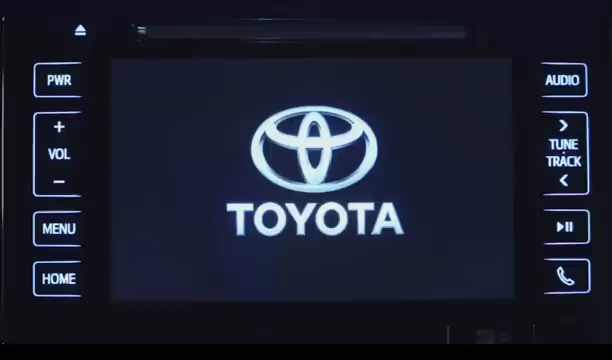 PWR
AUDIO
+
VOL
−
>
TUNE
TRACK
<
TOYOTA
MENU
HOME